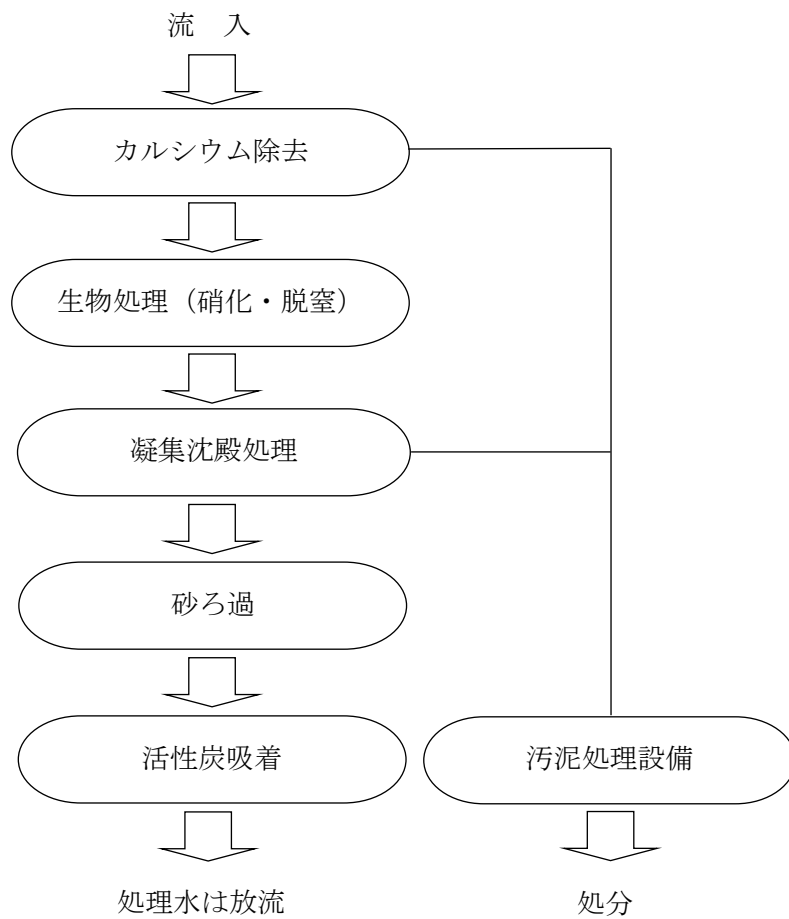 流　入
カルシウム除去
生物処理（硝化・脱窒）
凝集沈殿処理
砂ろ過
活性炭吸着
汚泥処理設備
処理水は放流
処分